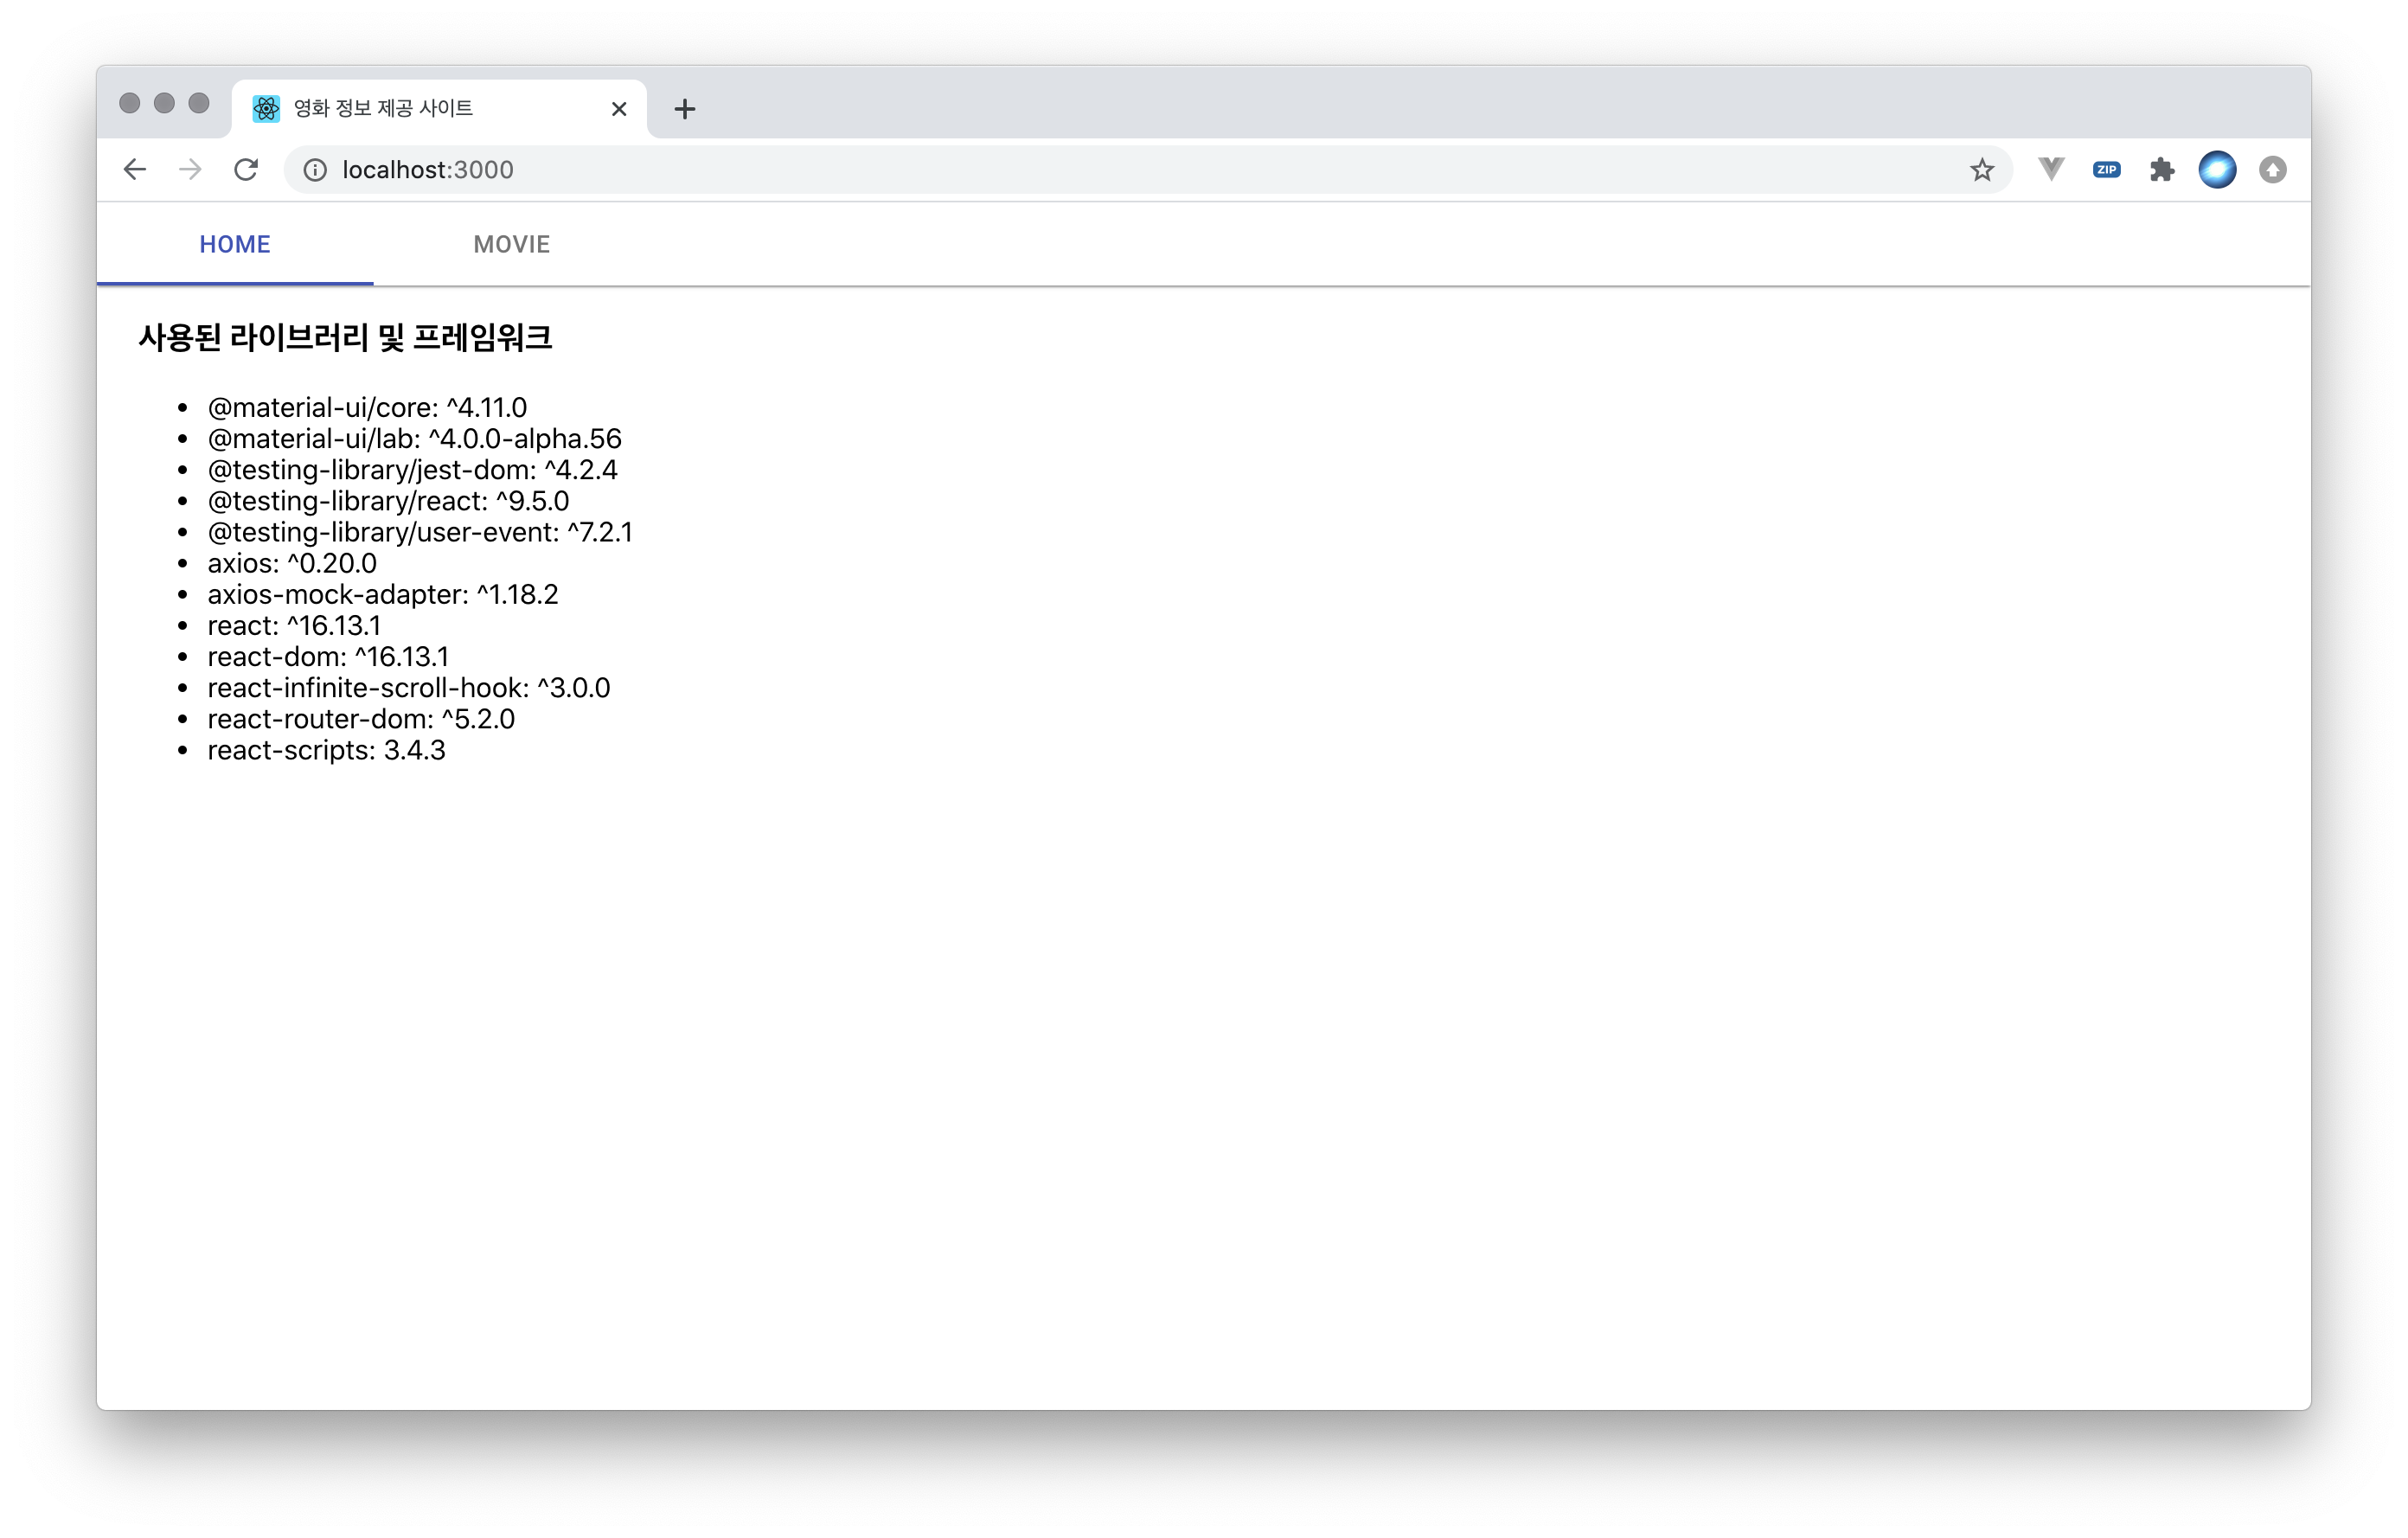 영화 정보 제공 사이트
localhost:3000
ZIP
HOME
MOVIE
사용된 라이브러리 및 프레임워크
@material-ui/core: ^4.11.0
@material-ui/lab: ^4.0.0-alpha.56
@testing-library/jest-dom: ^4.2.4
@testing-library/react: ^9.5.0
@testing-library/user-event: ^7.2.1
axios: ^0.20.0
axios-mock-adapter: ^1.18.2
react: ^16.13.1
react-dom: ^16.13.1
react-infinite-scroll-hook: ^3.0.0
react-router-dom: ^5.2.0
react-scripts: 3.4.3